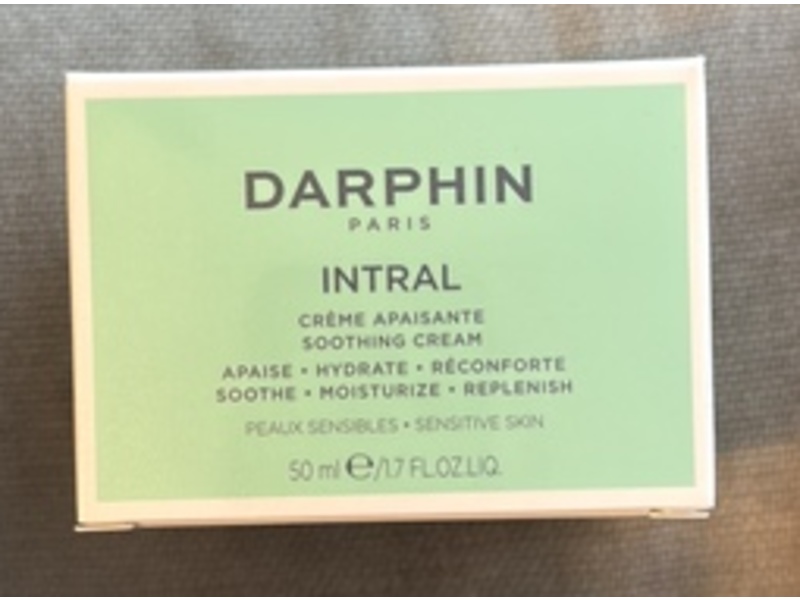 DARPHIN
PARIS
INTRAL
CRÈME APAISANTE
SOOTHING CREAM
APAISE • HYDRATE • RÉCONFORTE
SOOTHE • MOISTURIZE • REPLENISH
PEAUX SENSIBLES • SENSITIVE SKIN
50 ml ℮/1.7 FL.OZ.LIQ.